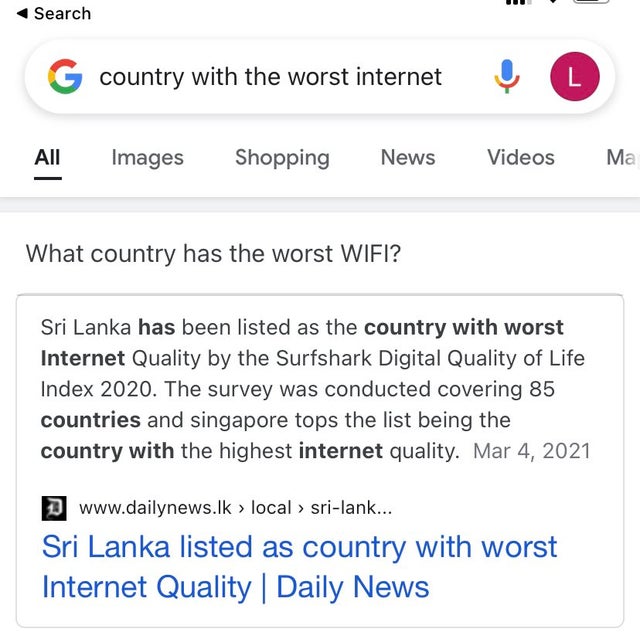 ◀ Search
country with the worst internet
L
All Images Shopping News Videos Ma
What country has the worst WIFI?
Sri Lanka has been listed as the country with worst
Internet Quality by the Surfshark Digital Quality of Life
Index 2020. The survey was conducted covering 85
countries and singapore tops the list being the
country with the highest internet quality. Mar 4, 2021
www.dailynews.lk › local › sri-lank...
Sri Lanka listed as country with worst
Internet Quality | Daily News